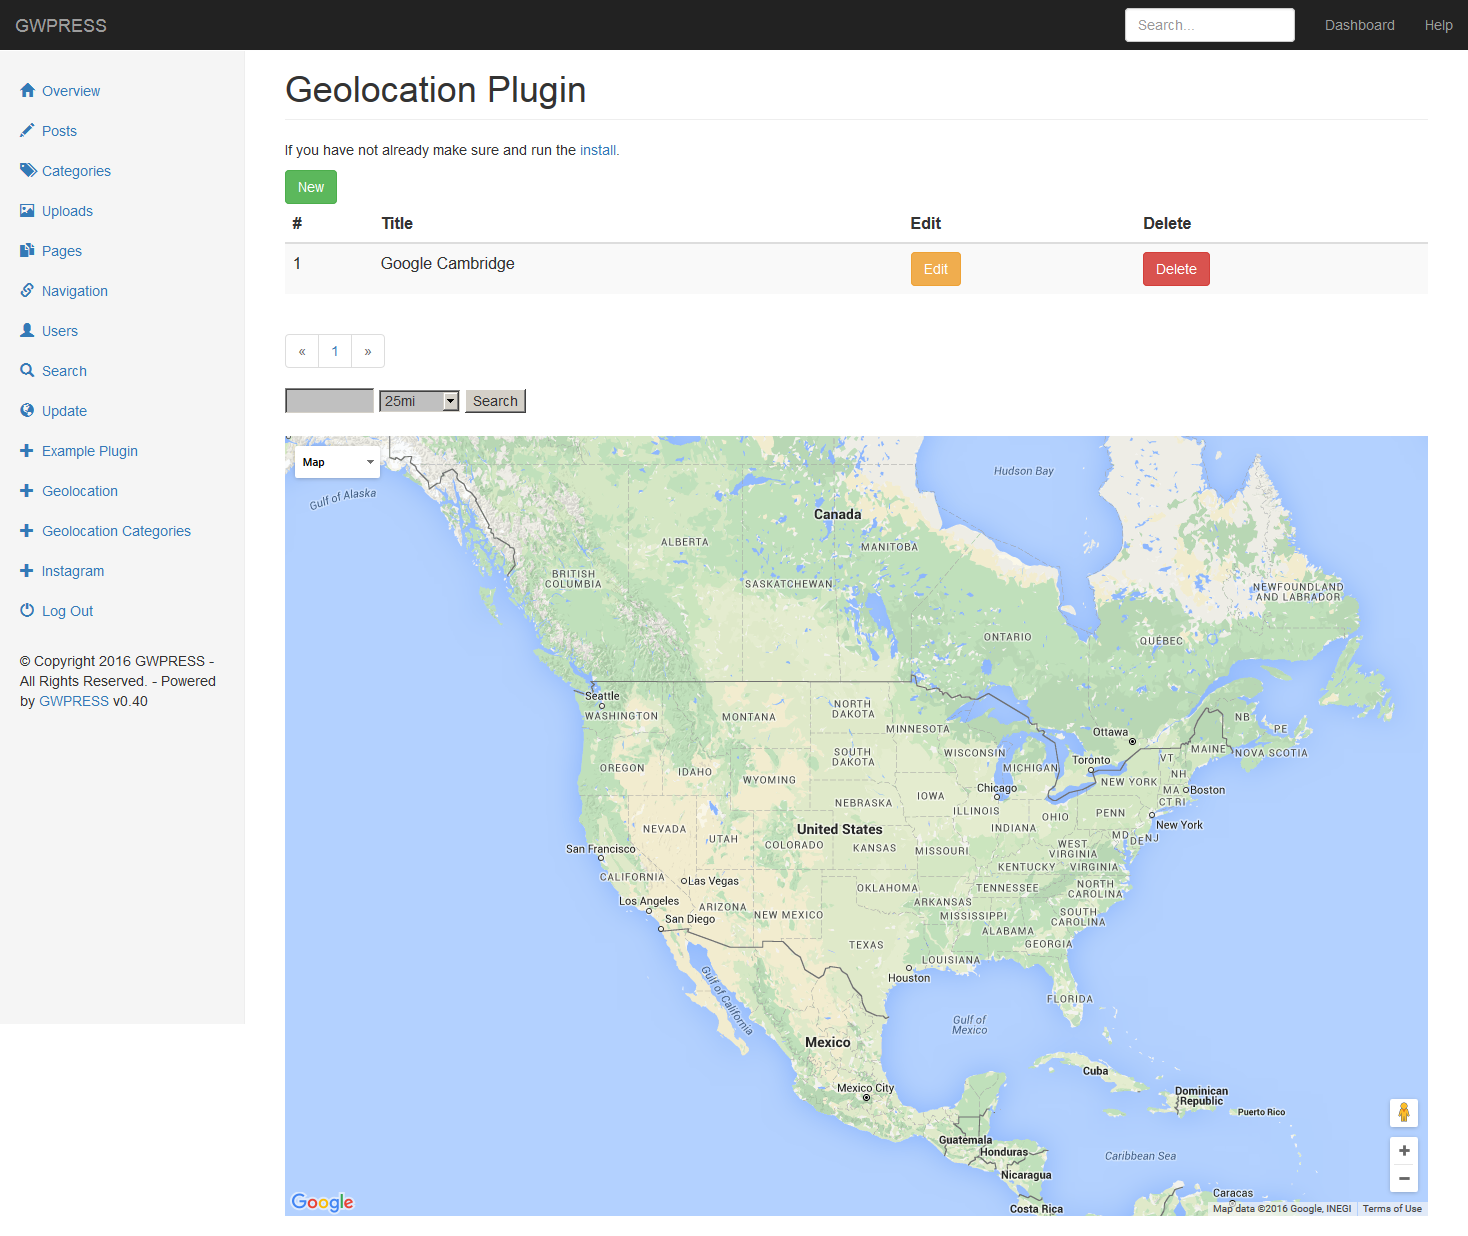 GWPRESS
Search...
Dashboard
Help
Overview
Posts
Categories
Uploads
Pages
Navigation
Users
Search
Update
Example Plugin
Geolocation
Geolocation Categories
Instagram
Log Out
© Copyright 2016 GWPRESS -
All Rights Reserved. - Powered
by GWPRESS v0.40
Geolocation Plugin
If you have not already make sure and run the install.
New
# Title Edit Delete
1 Google Cambridge Edit Delete
« 1 »
25mi Search
Map
Gulf of Alaska
Hudson Bay
Canada
ALBERTA
MANITOBA
BRITISH
COLUMBIA
SASKATCHEWAN
NEWFOUNDLAND
AND LABRADOR
ONTARIO
QUÉBEC
Seattle
WASHINGTON
MONTANA
NORTH
DAKOTA
MINNESOTA
Ottawa
NB
PE
MAINE
NOVA SCOTIA
OREGON
IDAHO
SOUTH
DAKOTA
WISCONSIN
MICHIGAN
Toronto
VT
NH
WYOMING
NEW YORK
Chicago
MA
Boston
IOWA
NEBRASKA
ILLINOIS
CT RI
OHIO
PENN
NEVADA
UTAH
United States
INDIANA
New York
COLORADO
KANSAS
MISSOURI
WEST
VIRGINIA
MD
DE
NJ
San Francisco
CALIFORNIA
KENTUCKY
VIRGINIA
Las Vegas
OKLAHOMA
TENNESSEE
NORTH
CAROLINA
Los Angeles
ARIZONA
NEW MEXICO
ARKANSAS
MISSISSIPPI
SOUTH
CAROLINA
San Diego
ALABAMA
TEXAS
GEORGIA
LOUISIANA
Houston
FLORIDA
Gulf of California
Gulf of
Mexico
Mexico
Cuba
Mexico City
Dominican
Republic
Puerto Rico
Guatemala
Honduras
Caribbean Sea
Nicaragua
Caracas
Costa Rica
+
−
Google
Map data ©2016 Google, INEGI
Terms of Use